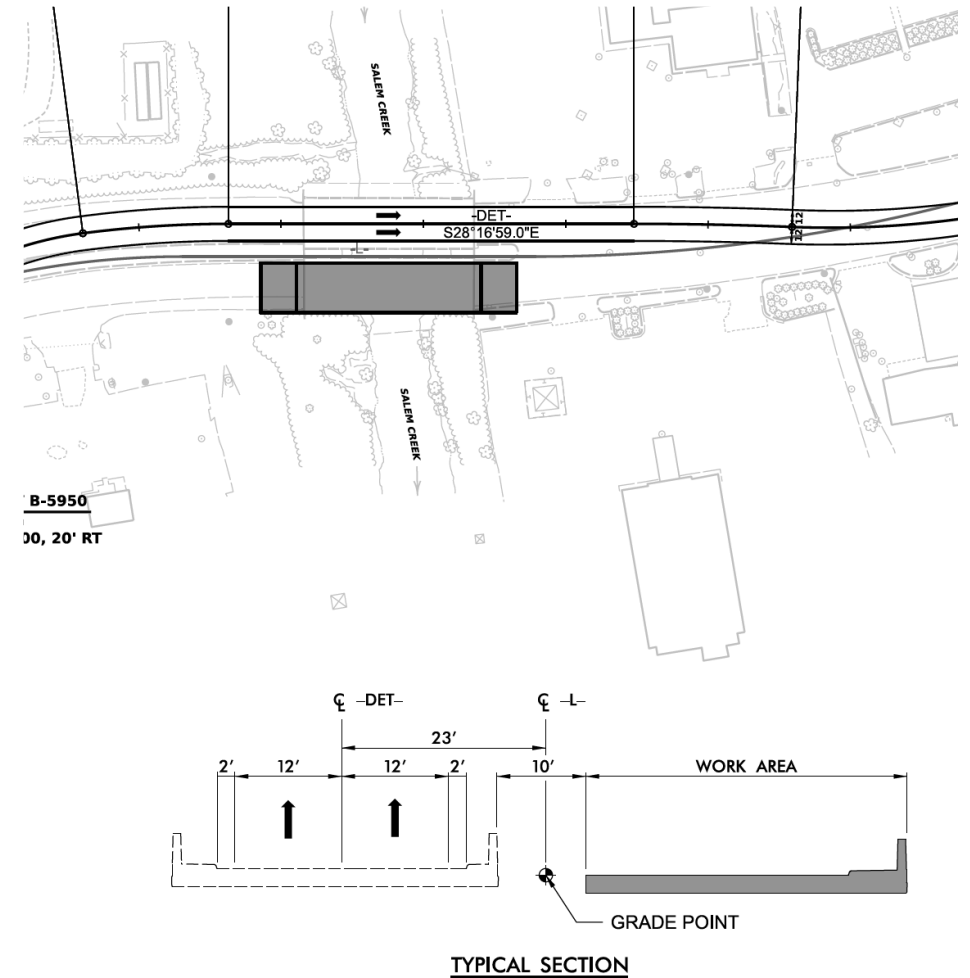 SALEM CREEK
-DET-
S28°16'59.0"E
12 12
-L-
SALEM CREEK
B-5950
00, 20' RT
℄ -DET-
℄ -L-
23'
2' 12' 12' 2' 10' WORK AREA
GRADE POINT
TYPICAL SECTION